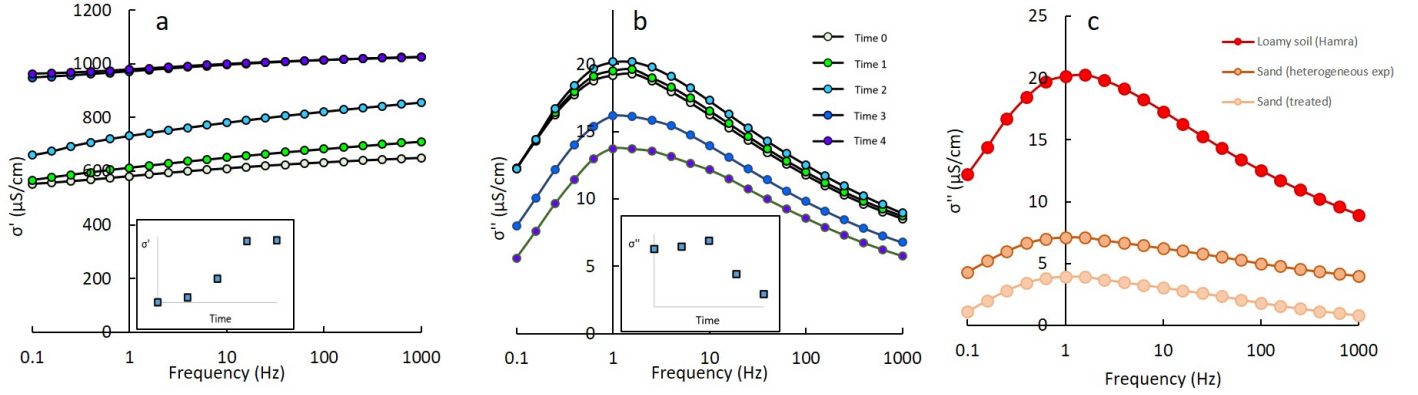 a
1200
1000
800
600
400
200
0
σ' (µS/cm)
0.1 1 10 100 1000
Frequency (Hz)
σ'
Time
b
20
15
10
5
0
σ'' (µS/cm)
0.1 1 10 100 1000
Frequency (Hz)
σ''
Time
Time 0
Time 1
Time 2
Time 3
Time 4
c
25
20
15
10
5
0
σ'' (µS/cm)
0.1 1 10 100 1000
Frequency (Hz)
Loamy soil (Hamra)
Sand (heterogeneous exp)
Sand (treated)